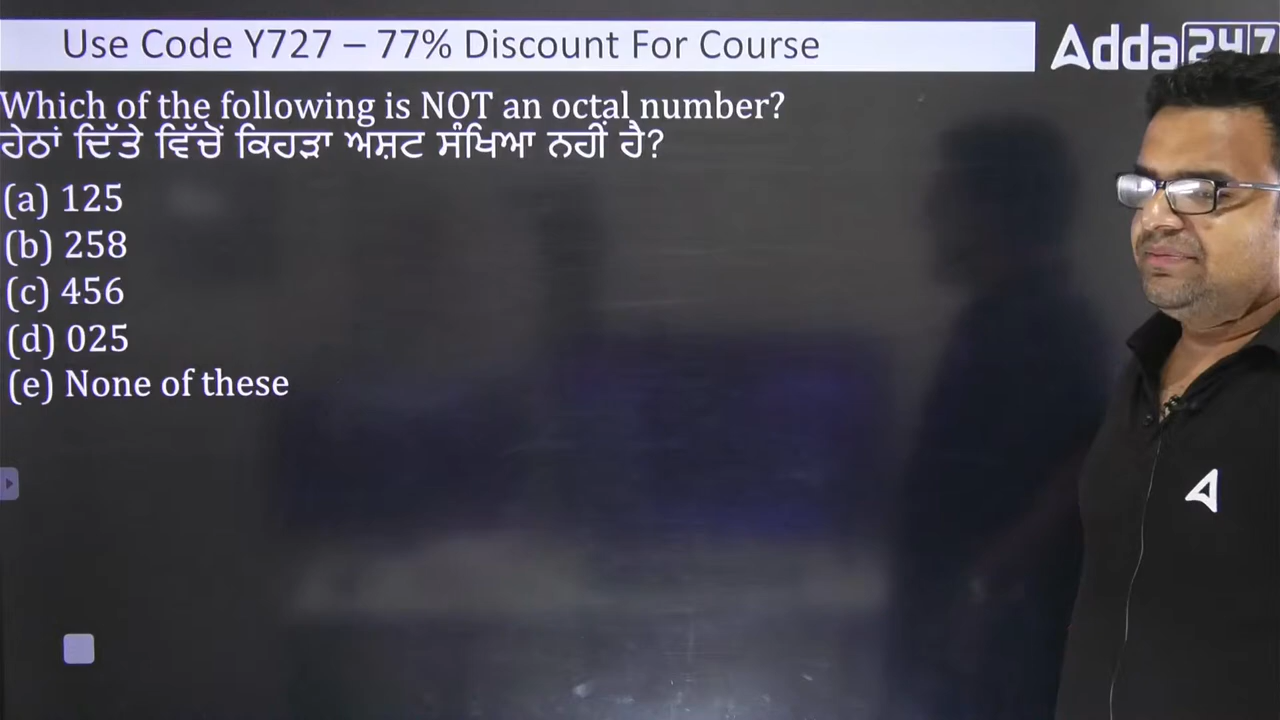 Use Code Y727 – 77% Discount For Course
Adda247
Which of the following is NOT an octal number?
ਹੇਠਾਂ ਦਿੱਤੇ ਵਿੱਚੋਂ ਕਿਹੜਾ ਅਸ਼ਟ ਸੰਖਿਆ ਨਹੀਂ ਹੈ?
(a) 125
(b) 258
(c) 456
(d) 025
(e) None of these